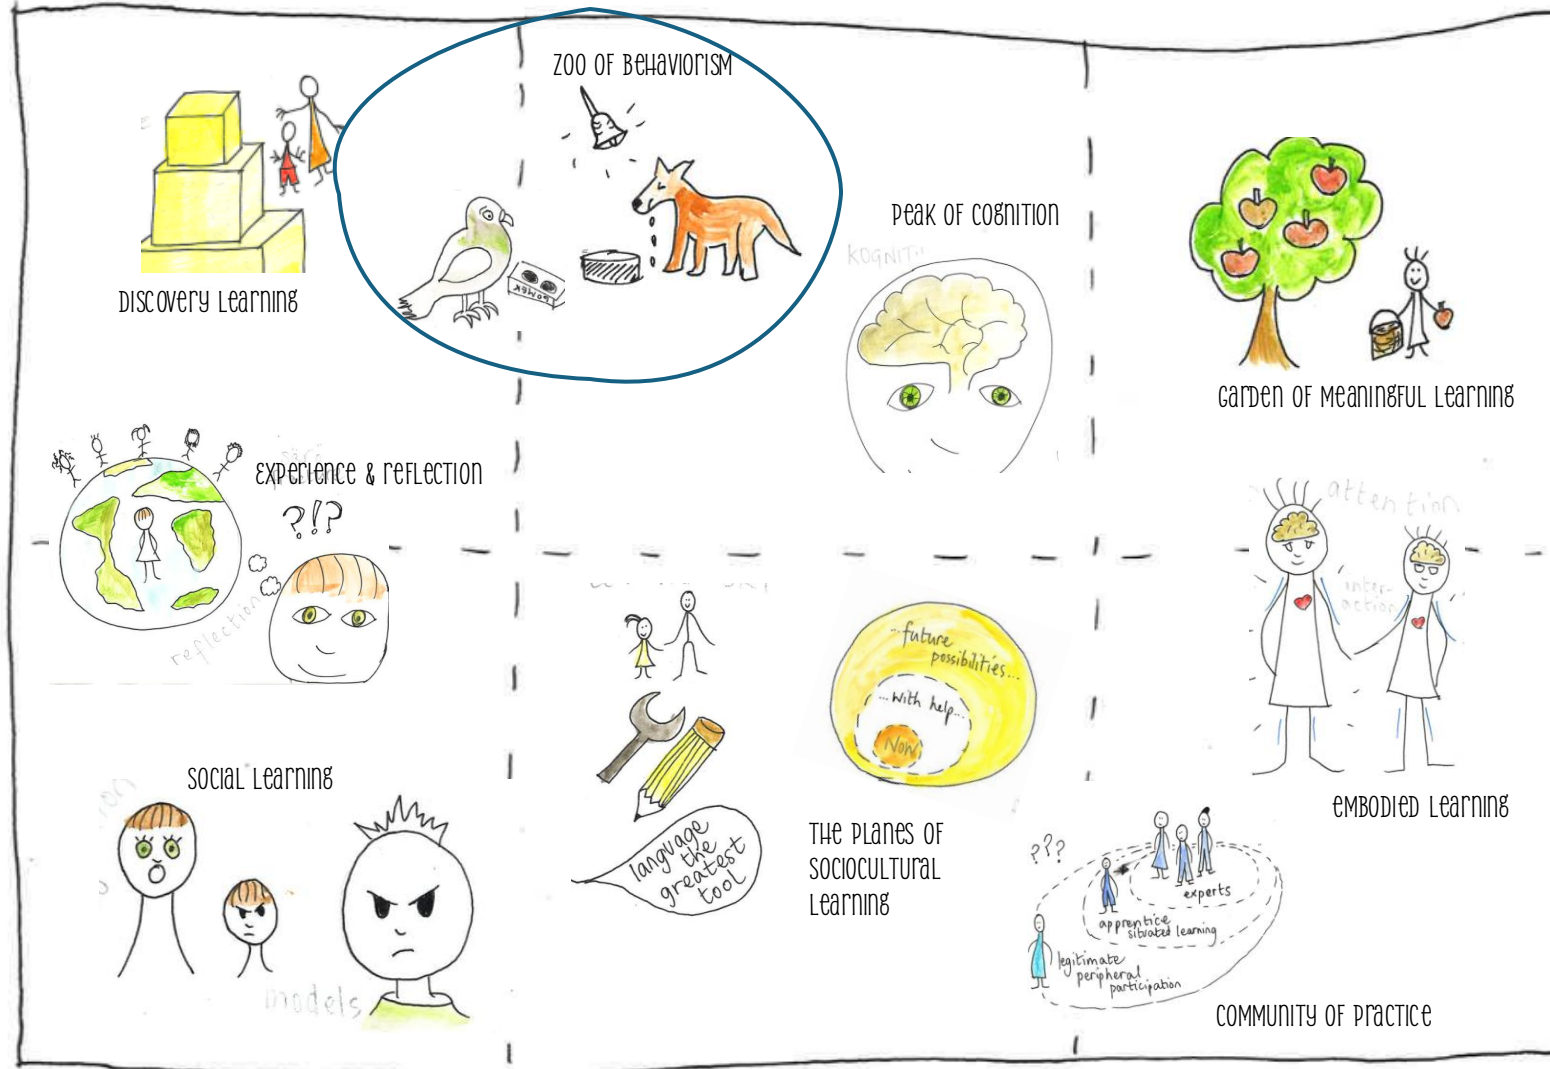 ZOO OF BEHAVIORISM
DISCOVERY LEARNING
PEAK OF COGNITION
KOGNIT
GARDEN OF MEANINGFUL LEARNING
EXPERIENCE & REFLECTION
?!?
reflection
attention
inter-
action
EMBODIED LEARNING
SOCIAL LEARNING
models
language
the
greatest
tool
...future
possibilities...
...with help...
Now
THE PLANES OF
SOCIOCULTURAL
LEARNING
???
experts
apprentice
situated learning
legitimate
peripheral
participation
COMMUNITY OF PRACTICE